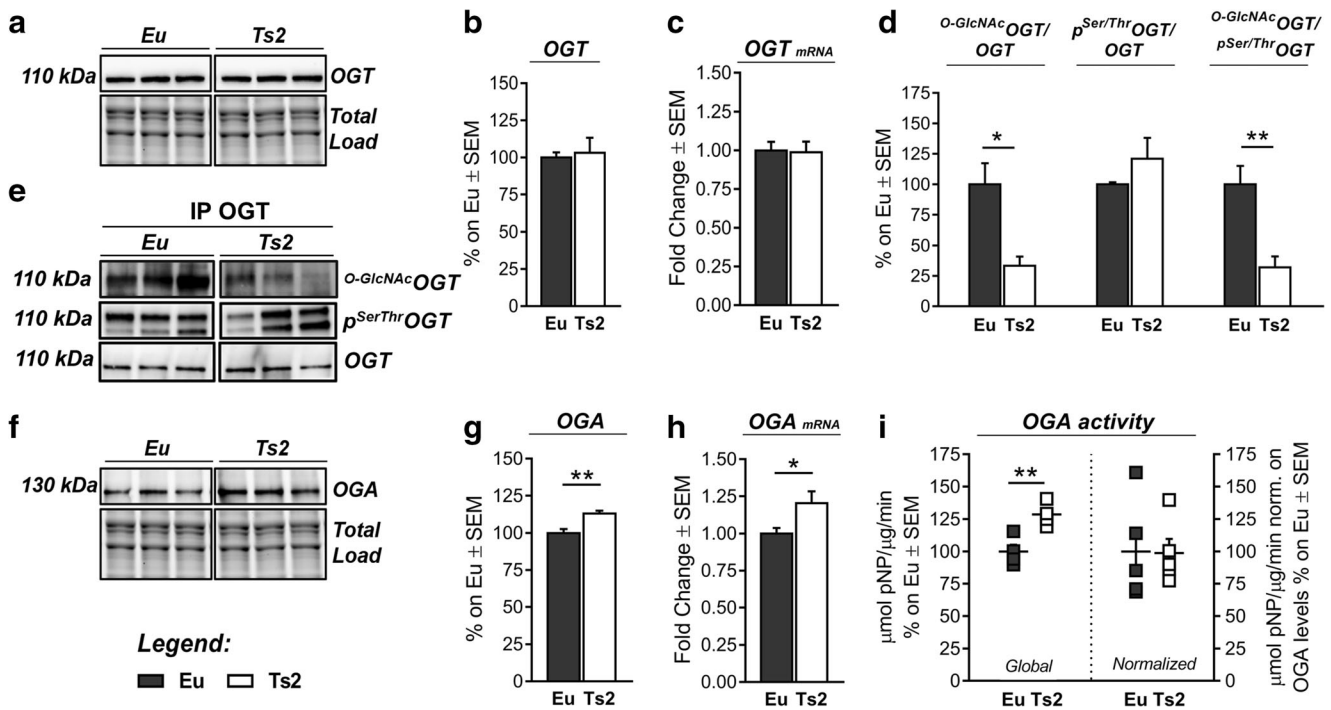 a
Eu Ts2
110 kDa OGT
Total
Load
b
OGT
% on Eu ± SEM
150
125
100
75
50
25
0
Eu Ts2
c
OGT mRNA
Fold Change ± SEM
1.50
1.25
1.00
0.75
0.50
0.25
0.00
Eu Ts2
d
O-GlcNAcOGT/ pSer/ThrOGT/ O-GlcNAcOGT/
OGT OGT pSer/ThrOGT
% on Eu ± SEM
175
150
125
100
75
50
25
0
* **
Eu Ts2 Eu Ts2 Eu Ts2
e
IP OGT
Eu Ts2
110 kDa O-GlcNAcOGT
110 kDa pSerThrOGT
110 kDa OGT
f
Eu Ts2
130 kDa OGA
Total
Load
Legend:
Eu Ts2
g
OGA
% on Eu ± SEM
150
125
100
75
50
25
0
**
Eu Ts2
h
OGA mRNA
Fold Change ± SEM
1.50
1.25
1.00
0.75
0.50
0.25
0.00
*
Eu Ts2
i
OGA activity
µmol pNP/µg/min
% on Eu ± SEM
175
150
125
100
75
50
25
0
**
Global Normalized
175
150
125
100
75
50
25
0
µmol pNP/µg/min norm. on
OGA levels % on Eu ± SEM
Eu Ts2 Eu Ts2